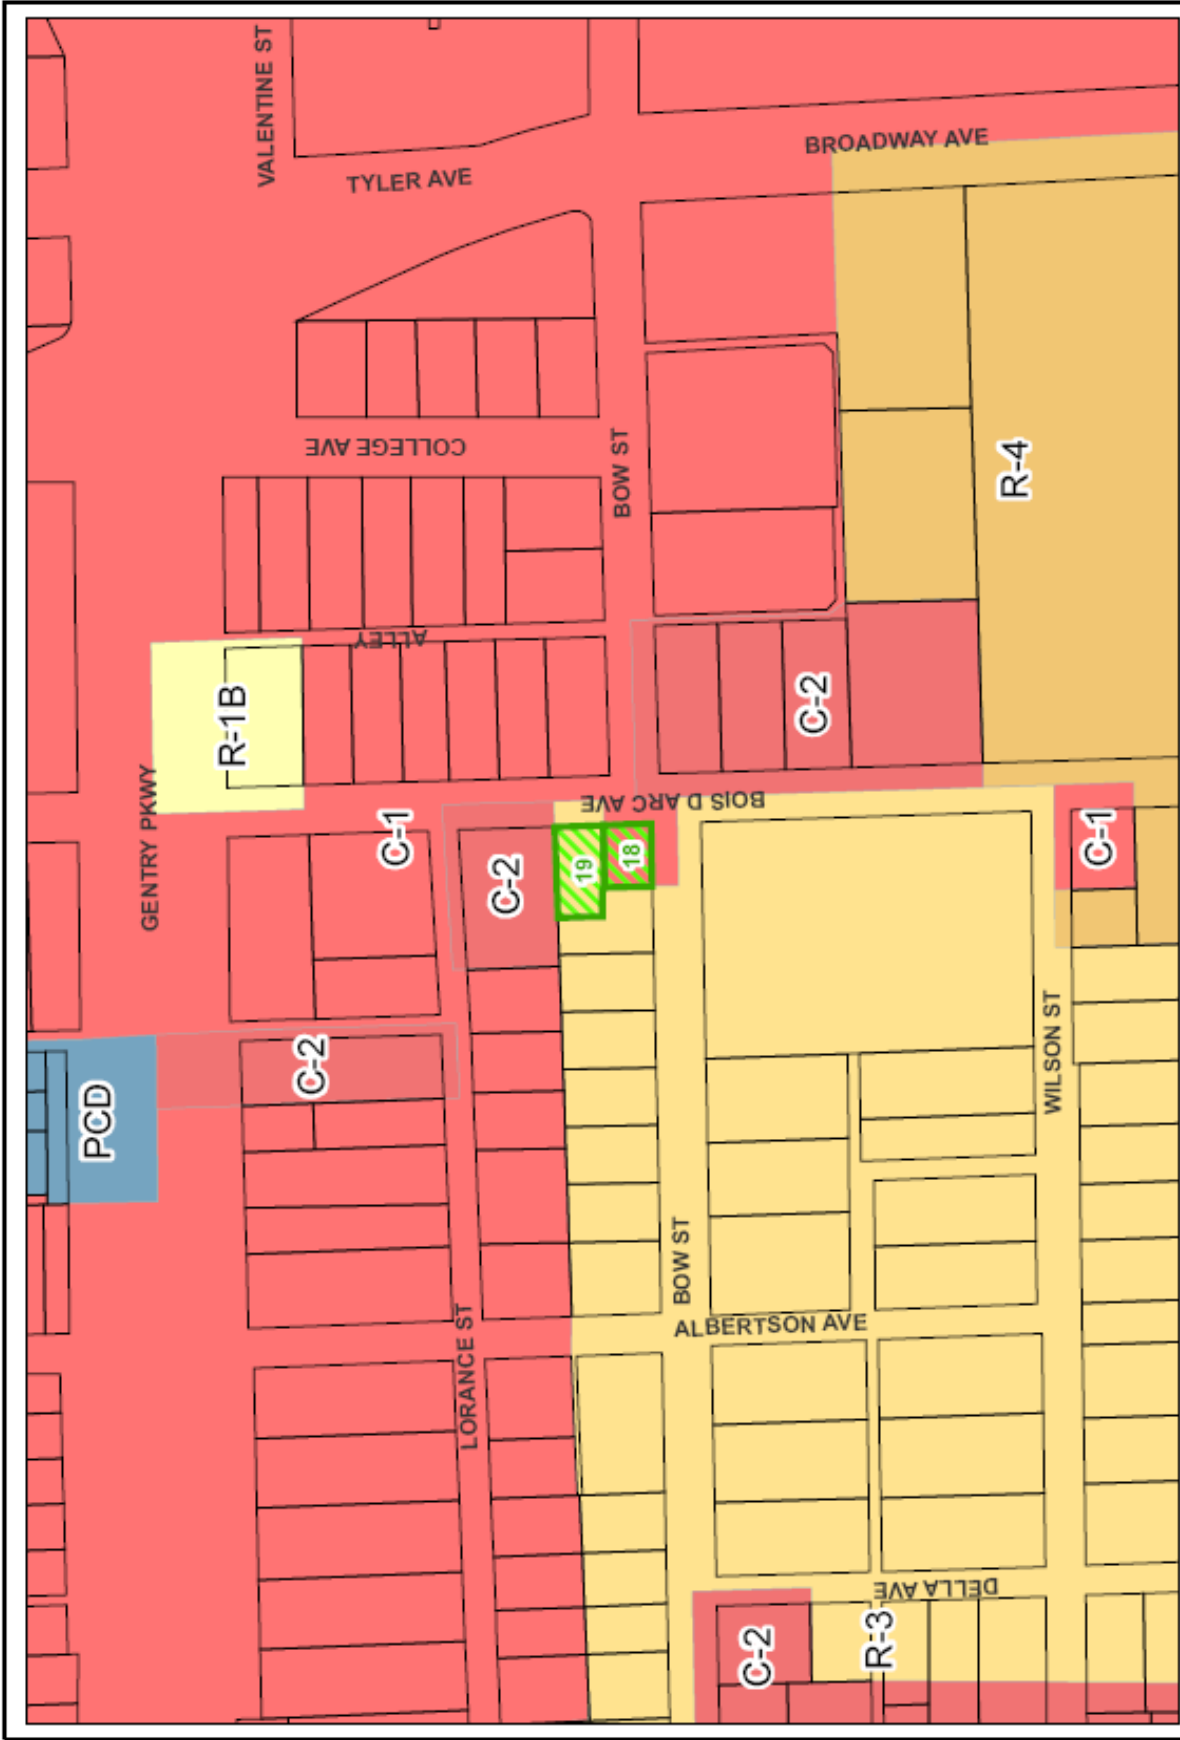 VALENTINE ST
TYLER AVE
BROADWAY AVE
COLLEGE AVE
BOW ST
R-4
ALLEY
R-1B
C-2
GENTRY PKWY
BOIS D ARC AVE
C-1
C-2
19
18
C-1
C-2
PCD
WILSON ST
BOW ST
ALBERTSON AVE
LORANCE ST
DELLA AVE
C-2
R-3